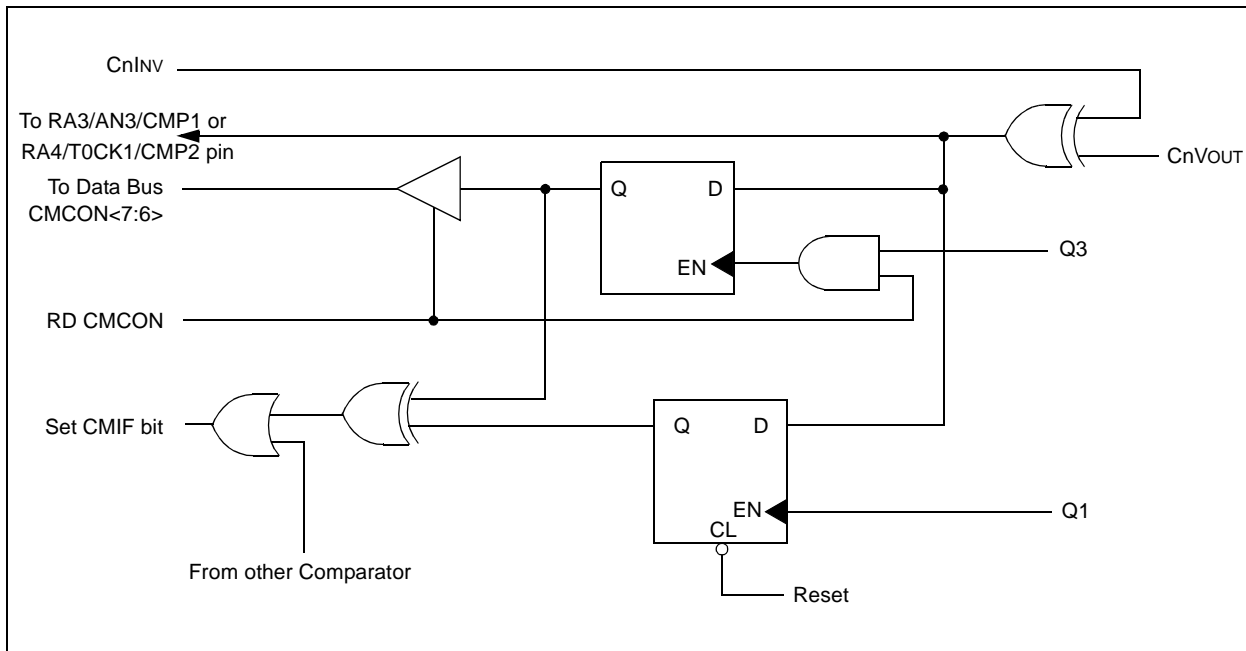 CnINV
To RA3/AN3/CMP1 or
RA4/T0CK1/CMP2 pin
CnVOUT
To Data Bus
CMCON<7:6>
Q D
EN
Q3
RD CMCON
Set CMIF bit
Q D
EN
CL
Q1
From other Comparator
Reset